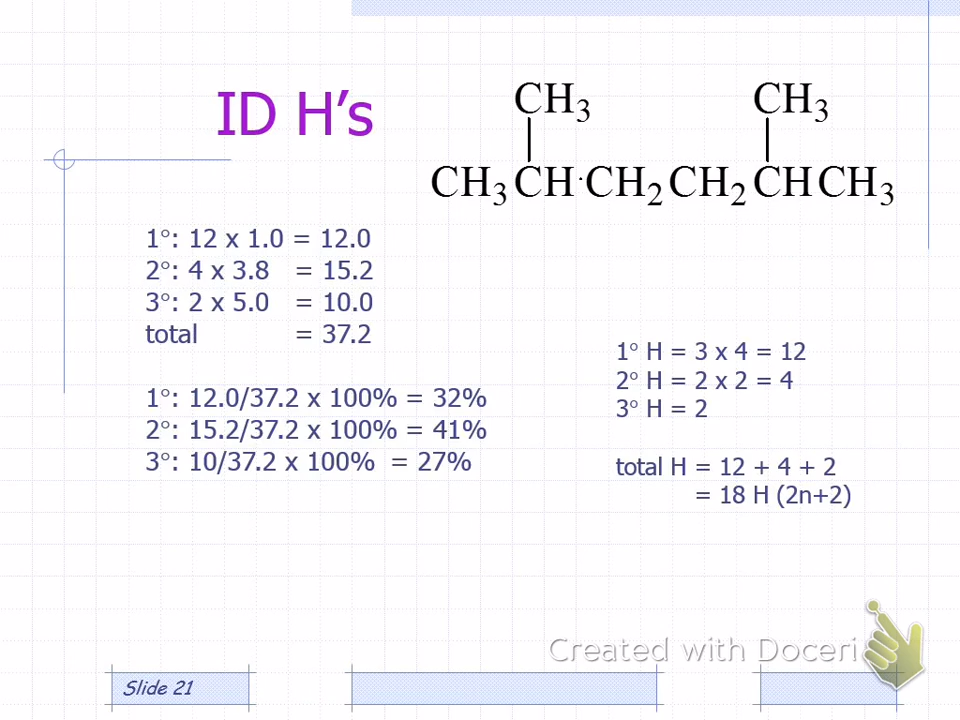 ID H’s
CH3 CH3
CH3 CH·CH2 CH2 CH CH3
1°: 12 x 1.0 = 12.0
2°: 4 x 3.8 = 15.2
3°: 2 x 5.0 = 10.0
total = 37.2
1°: 12.0/37.2 x 100% = 32%
2°: 15.2/37.2 x 100% = 41%
3°: 10/37.2 x 100% = 27%
1° H = 3 x 4 = 12
2° H = 2 x 2 = 4
3° H = 2
total H = 12 + 4 + 2
= 18 H (2n+2)
Created with Doceri
Slide 21